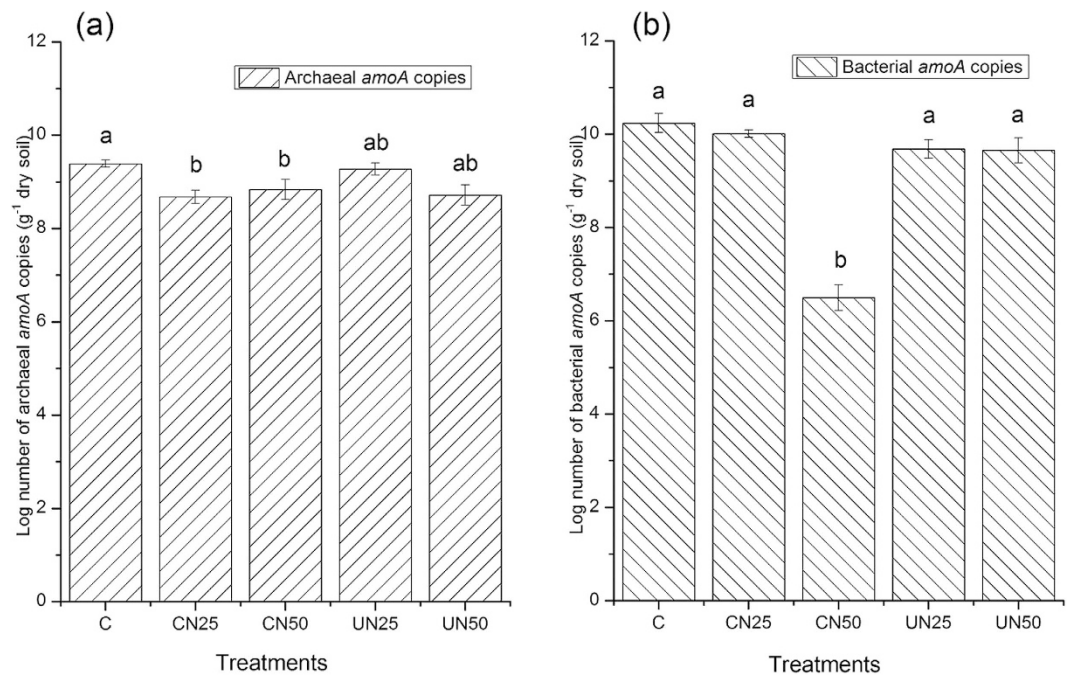 (a)
Log number of archaeal amoA copies (g⁻¹ dry soil)
12
10
8
6
4
2
0
Archaeal amoA copies
a
b
b
ab
ab
C
CN25
CN50
UN25
UN50
Treatments
(b)
Log number of bacterial amoA copies (g⁻¹ dry soil)
12
10
8
6
4
2
0
Bacterial amoA copies
a
a
b
a
a
C
CN25
CN50
UN25
UN50
Treatments